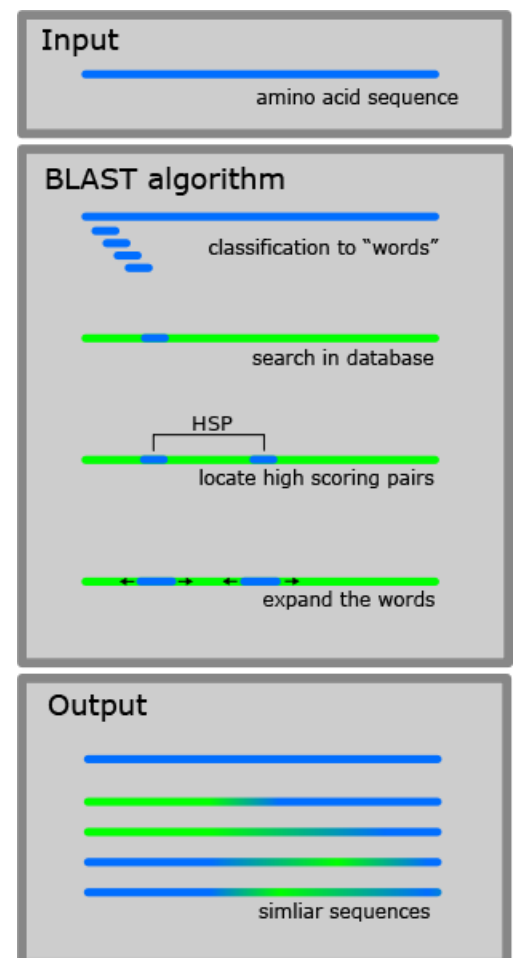 Input
amino acid sequence
BLAST algorithm
classification to “words”
search in database
HSP
locate high scoring pairs
expand the words
Output
simliar sequences